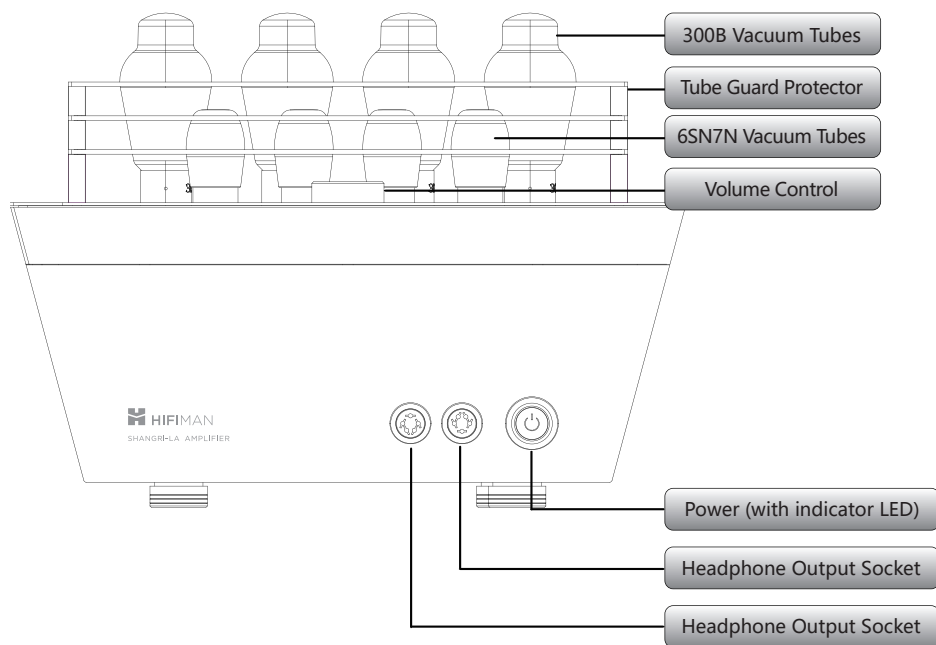 300B Vacuum Tubes
Tube Guard Protector
6SN7N Vacuum Tubes
Volume Control
HIFIMAN
SHANGRI-LA AMPLIFIER
Power (with indicator LED)
Headphone Output Socket
Headphone Output Socket